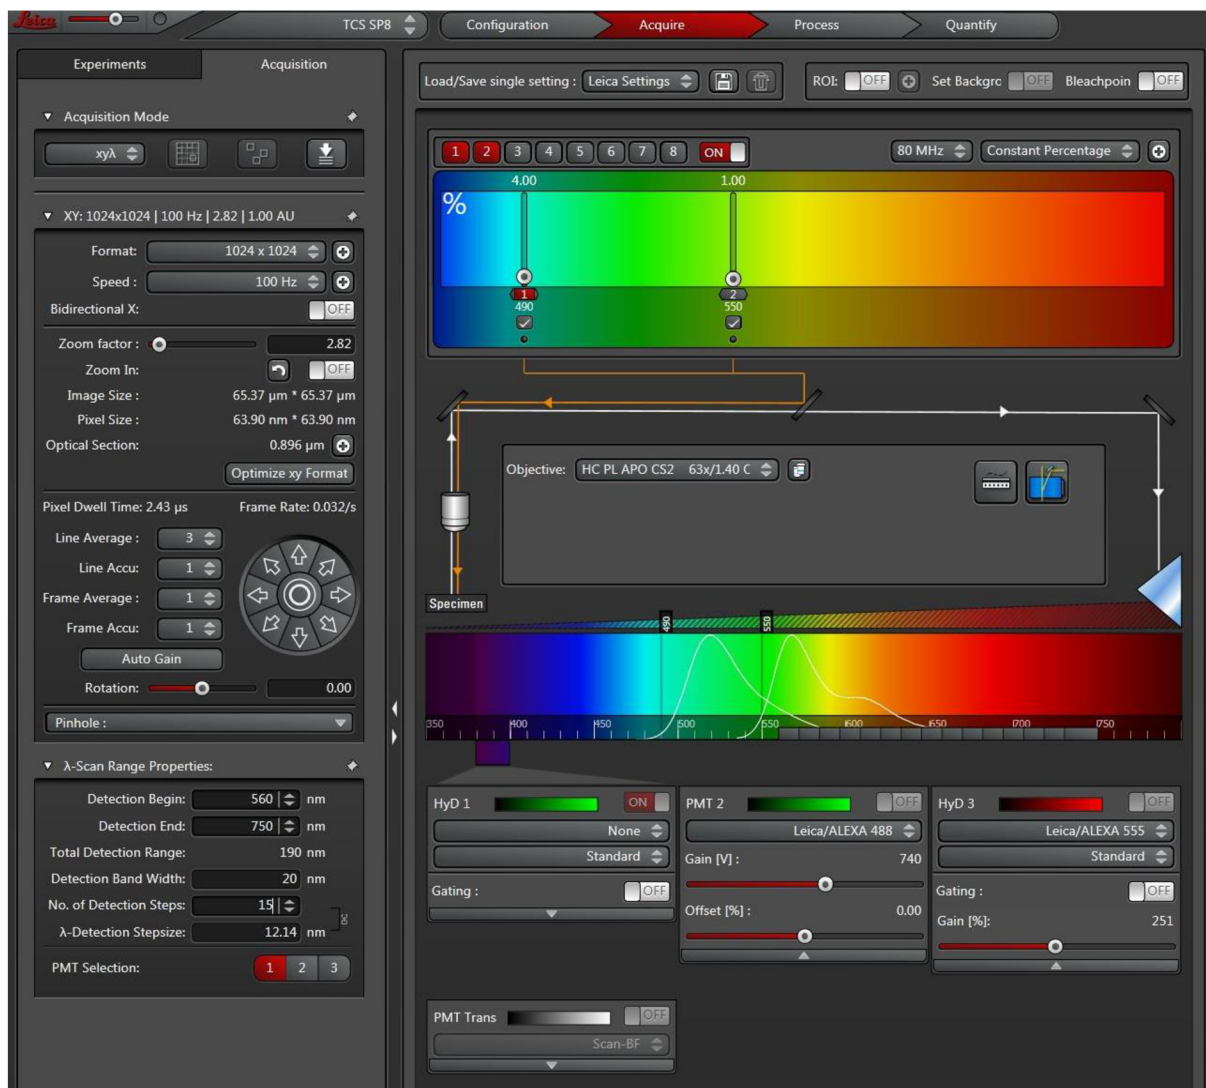 Leica
TCS SP8
Configuration
Acquire
Process
Quantify
Experiments
Acquisition
Acquisition Mode
xyλ
XY: 1024x1024 | 100 Hz | 2.82 | 1.00 AU
Format: 1024 x 1024
Speed : 100 Hz
Bidirectional X: OFF
Zoom factor : 2.82
Zoom In: OFF
Image Size : 65.37 µm * 65.37 µm
Pixel Size : 63.90 nm * 63.90 nm
Optical Section: 0.896 µm
Optimize xy Format
Pixel Dwell Time: 2.43 µs Frame Rate: 0.032/s
Line Average : 3
Line Accu: 1
Frame Average : 1
Frame Accu: 1
Auto Gain
Rotation: 0.00
Pinhole :
λ-Scan Range Properties:
Detection Begin: 560 nm
Detection End: 750 nm
Total Detection Range: 190 nm
Detection Band Width: 20 nm
No. of Detection Steps: 15
λ-Detection Stepsize: 12.14 nm
PMT Selection: 1 2 3
Load/Save single setting : Leica Settings
ROI: OFF Set Backgrc OFF Bleachpoin OFF
1 2 3 4 5 6 7 8 ON
80 MHz Constant Percentage
4.00 1.00
%
1 2
490 550
Objective: HC PL APO CS2 63x/1.40 C
Specimen
490 550
350 400 450 500 550 600 650 700 750
HyD 1 ON
None
Standard
Gating : OFF
PMT 2 OFF
Leica/ALEXA 488
Gain [V] : 740
Offset [%] : 0.00
HyD 3 OFF
Leica/ALEXA 555
Standard
Gating : OFF
Gain [%]: 251
PMT Trans OFF
Scan-BF